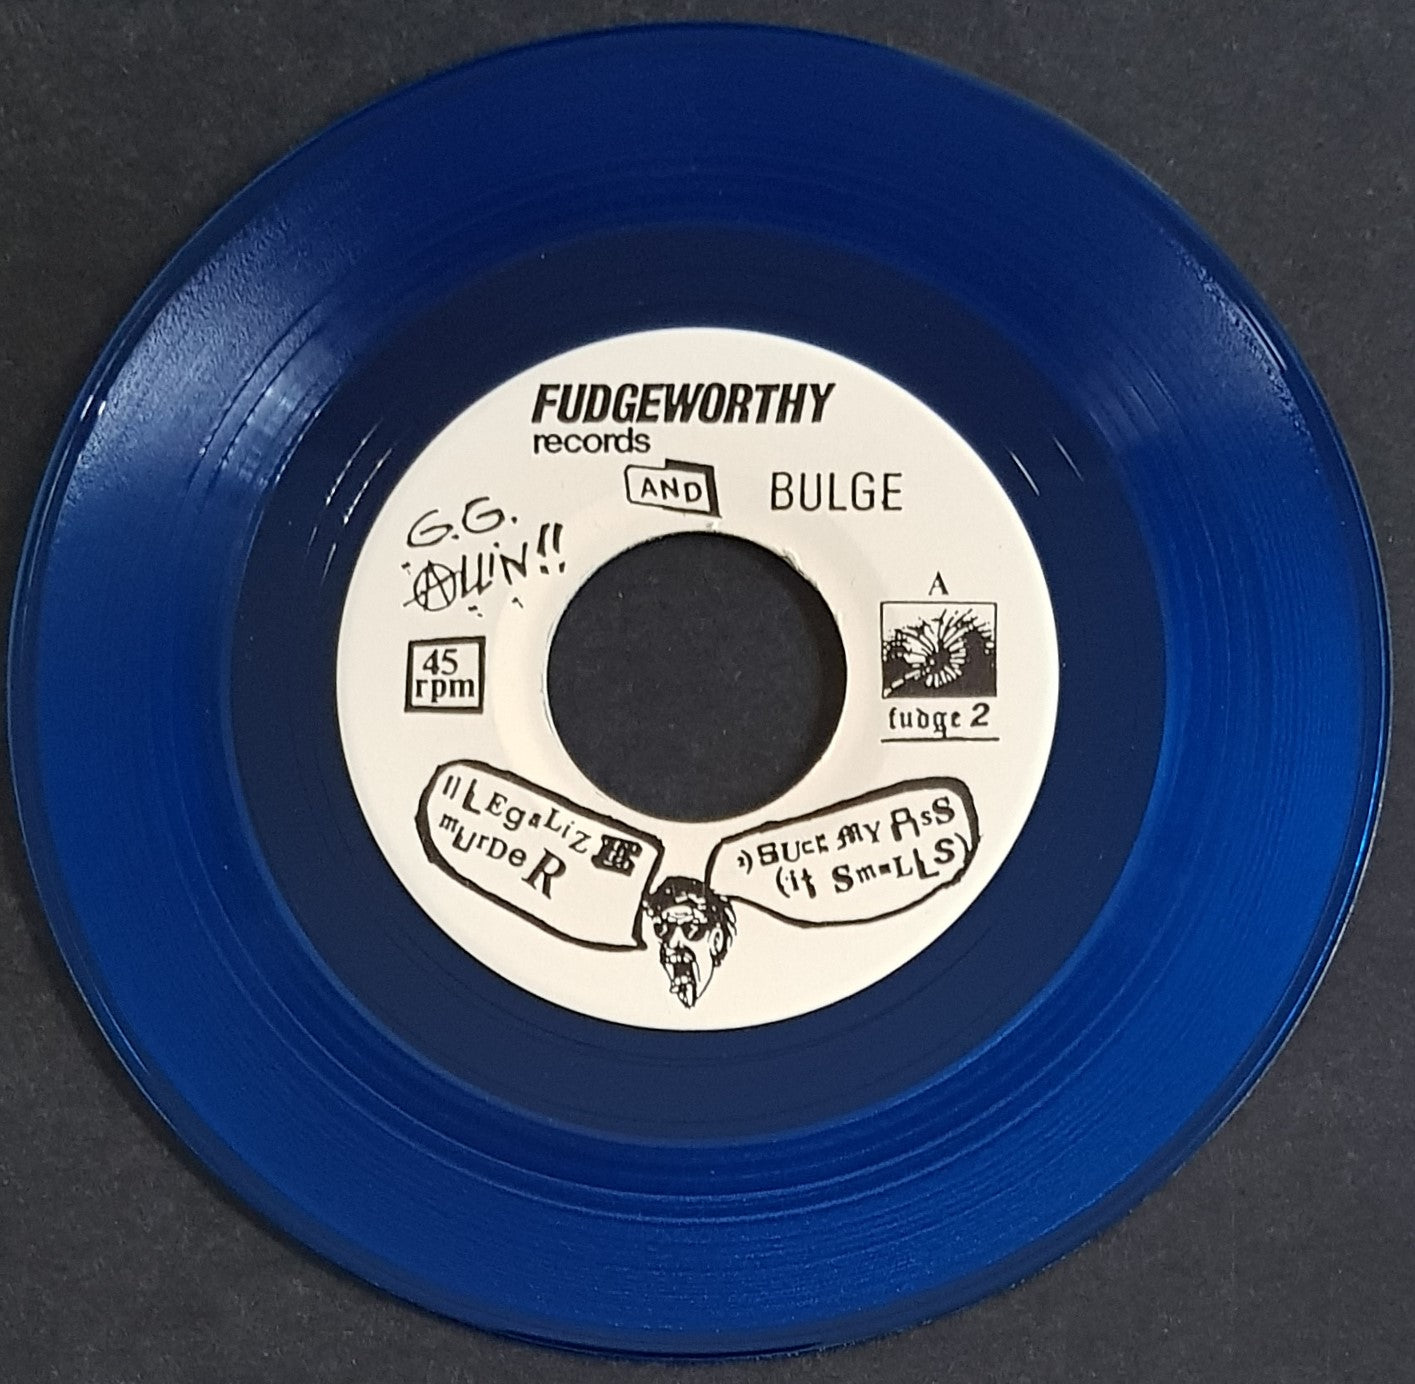 FUDGEWORTHY
records
AND
BULGE
G.G.
ALLiN!!
A
45
rpm
fudge 2
1) LEgaLiZE
murDeR
2) SUcK MY AsS
(it SmeLLS)